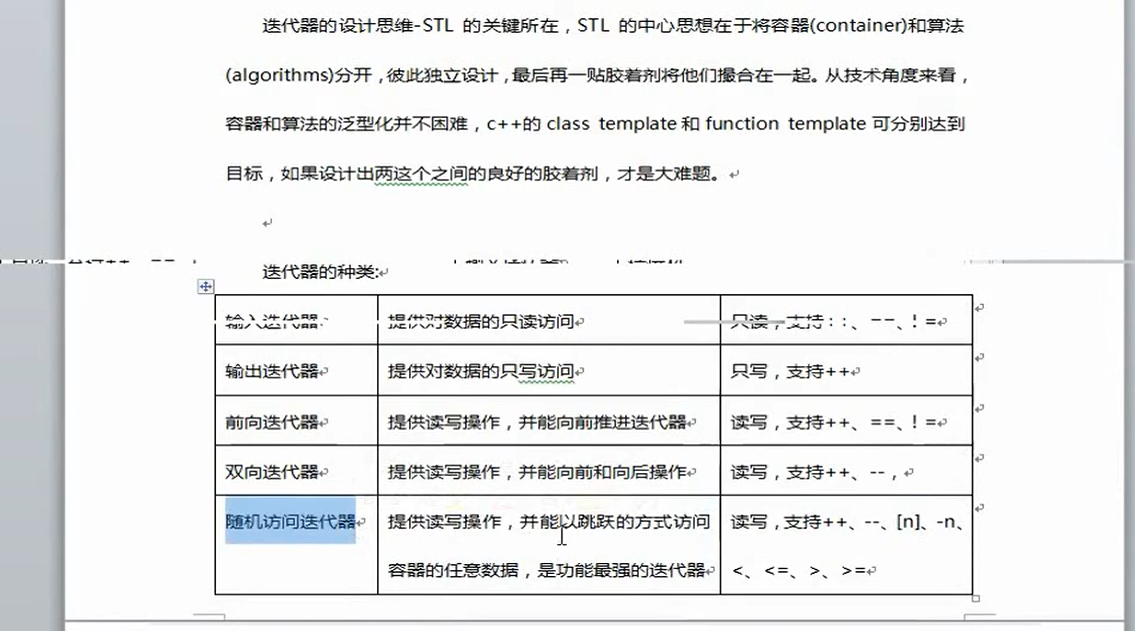 迭代器的设计思维-STL 的关键所在，STL 的中心思想在于将容器(container)和算法
(algorithms)分开，彼此独立设计，最后再一贴胶着剂将他们撮合在一起。从技术角度来看，
容器和算法的泛型化并不困难，c++的 class template 和 function template 可分别达到
目标，如果设计出两这个之间的良好的胶着剂，才是大难题。
迭代器的种类:
输入迭代器 提供对数据的只读访问 只读，支持
输出迭代器 提供对数据的只写访问 只写，支持++
前向迭代器 提供读写操作，并能向前推进迭代器 读写，支持++、==、！=
双向迭代器 提供读写操作，并能向前和向后操作 读写，支持++、--，
随机访问迭代器 提供读写操作，并能以跳跃的方式访问 读写，支持++、--、[n]、-n、
容器的任意数据，是功能最强的迭代器 <、<=、>、>=